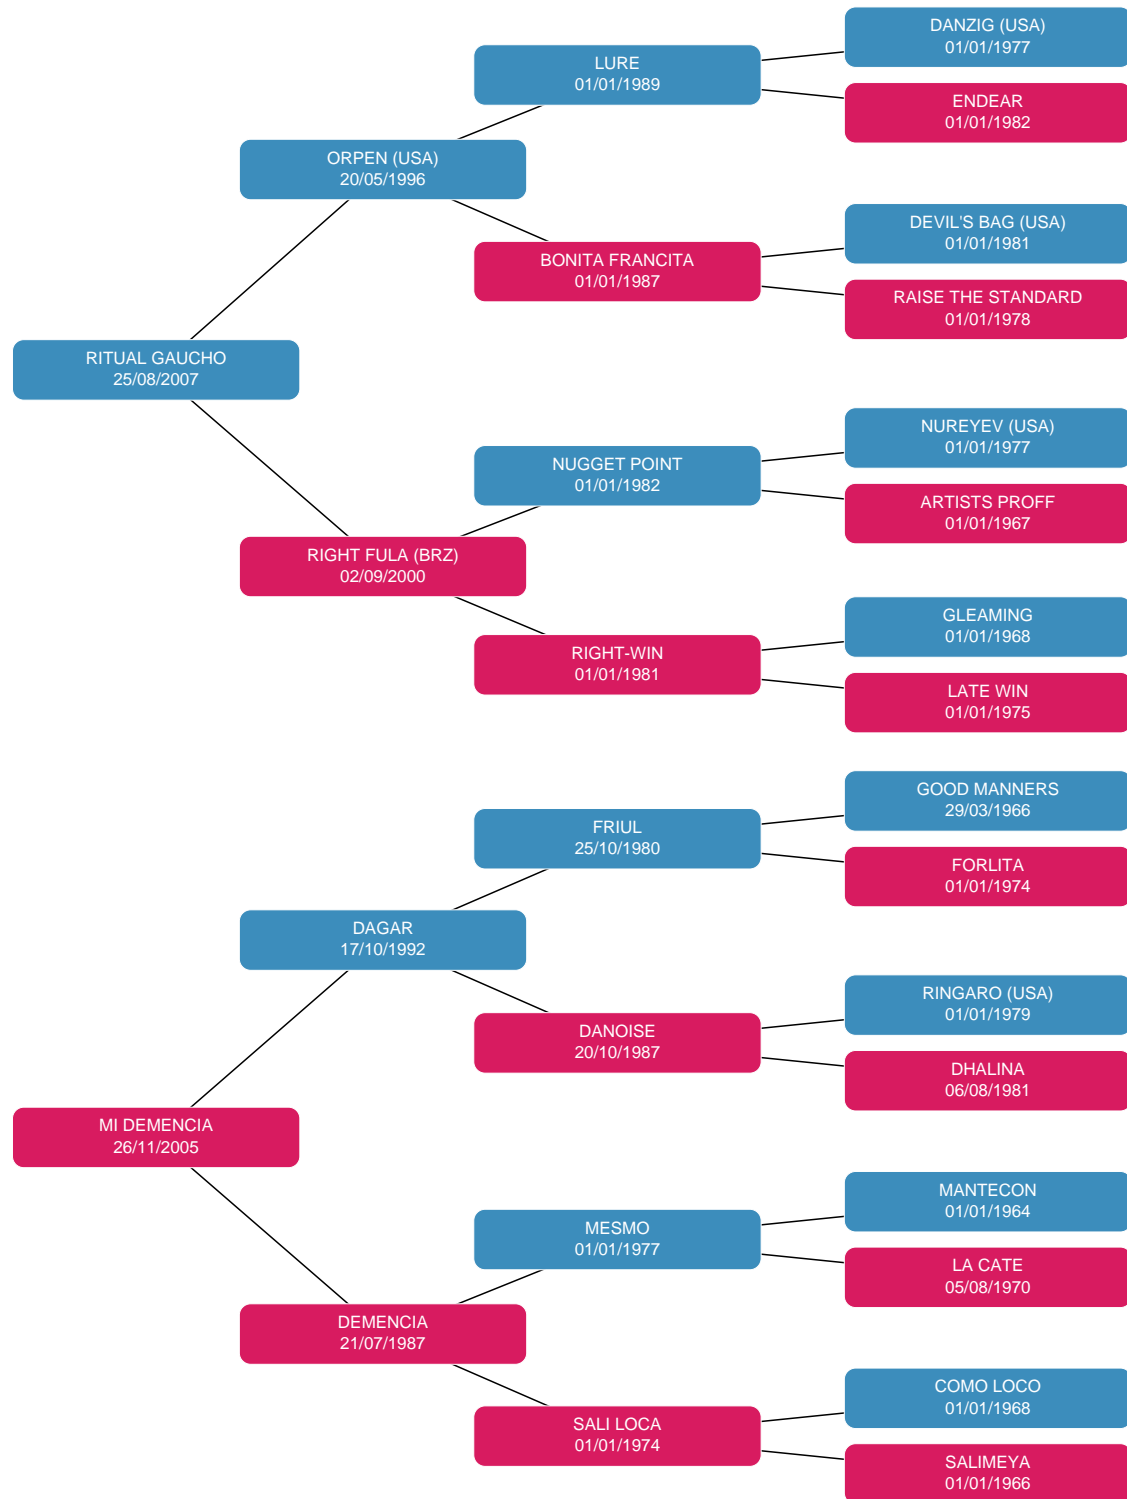 DANZIG (USA)
01/01/1977
LURE
01/01/1989
ENDEAR
01/01/1982
ORPEN (USA)
20/05/1996
DEVIL'S BAG (USA)
01/01/1981
BONITA FRANCITA
01/01/1987
RAISE THE STANDARD
01/01/1978
RITUAL GAUCHO
25/08/2007
NUREYEV (USA)
01/01/1977
NUGGET POINT
01/01/1982
ARTISTS PROFF
01/01/1967
RIGHT FULA (BRZ)
02/09/2000
GLEAMING
01/01/1968
RIGHT-WIN
01/01/1981
LATE WIN
01/01/1975
GOOD MANNERS
29/03/1966
FRIUL
25/10/1980
FORLITA
01/01/1974
DAGAR
17/10/1992
RINGARO (USA)
01/01/1979
DANOISE
20/10/1987
DHALINA
06/08/1981
MI DEMENCIA
26/11/2005
MANTECON
01/01/1964
MESMO
01/01/1977
LA CATE
05/08/1970
DEMENCIA
21/07/1987
COMO LOCO
01/01/1968
SALI LOCA
01/01/1974
SALIMEYA
01/01/1966